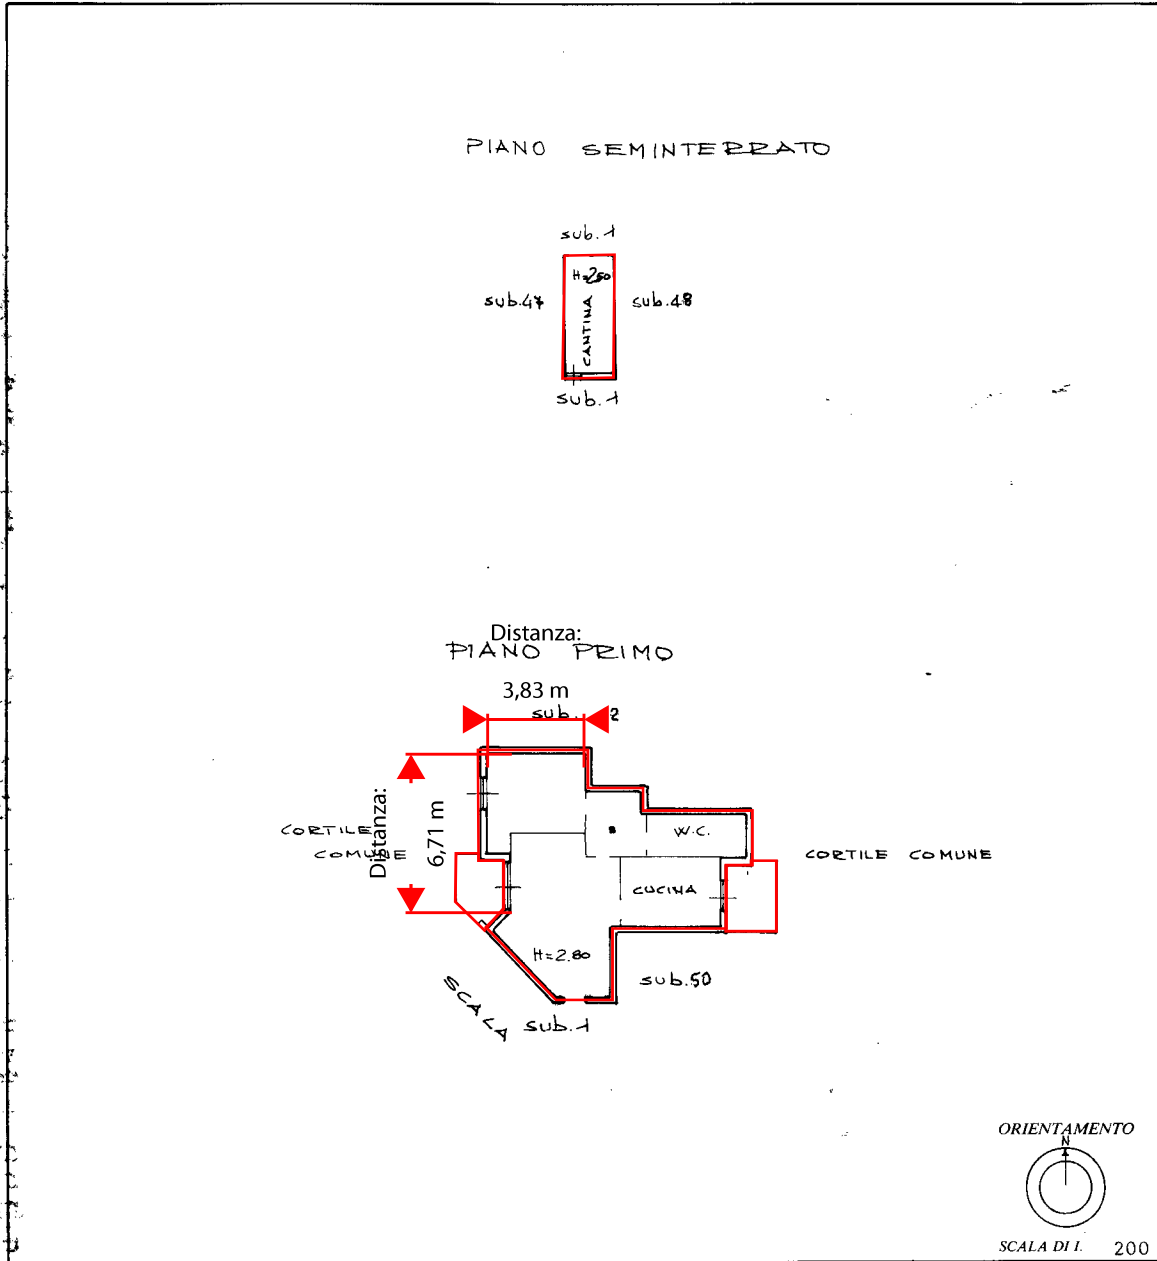 PIANO SEMINTERRATO
sub.1
H=2,50
sub.47
CANTINA
sub.48
sub.1
Distanza:
PIANO PRIMO
3,83 m
sub. 2
Distanza:
6,71 m
CORTILE
COMUNE
W.C.
CORTILE COMUNE
CUCINA
H=2.80
SCALA
sub.50
sub.1
ORIENTAMENTO
N
SCALA DI 1. 200